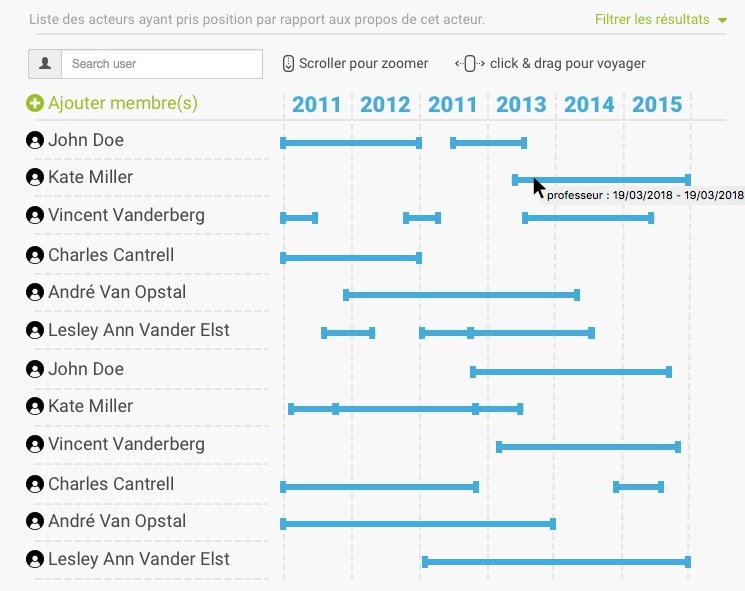 Liste des acteurs ayant pris position par rapport aux propos de cet acteur. Filtrer les résultats
Search user Scroller pour zoomer click & drag pour voyager
Ajouter membre(s) 2011 2012 2011 2013 2014 2015
John Doe
Kate Miller
professeur : 19/03/2018 - 19/03/2018
Vincent Vanderberg
Charles Cantrell
André Van Opstal
Lesley Ann Vander Elst
John Doe
Kate Miller
Vincent Vanderberg
Charles Cantrell
André Van Opstal
Lesley Ann Vander Elst